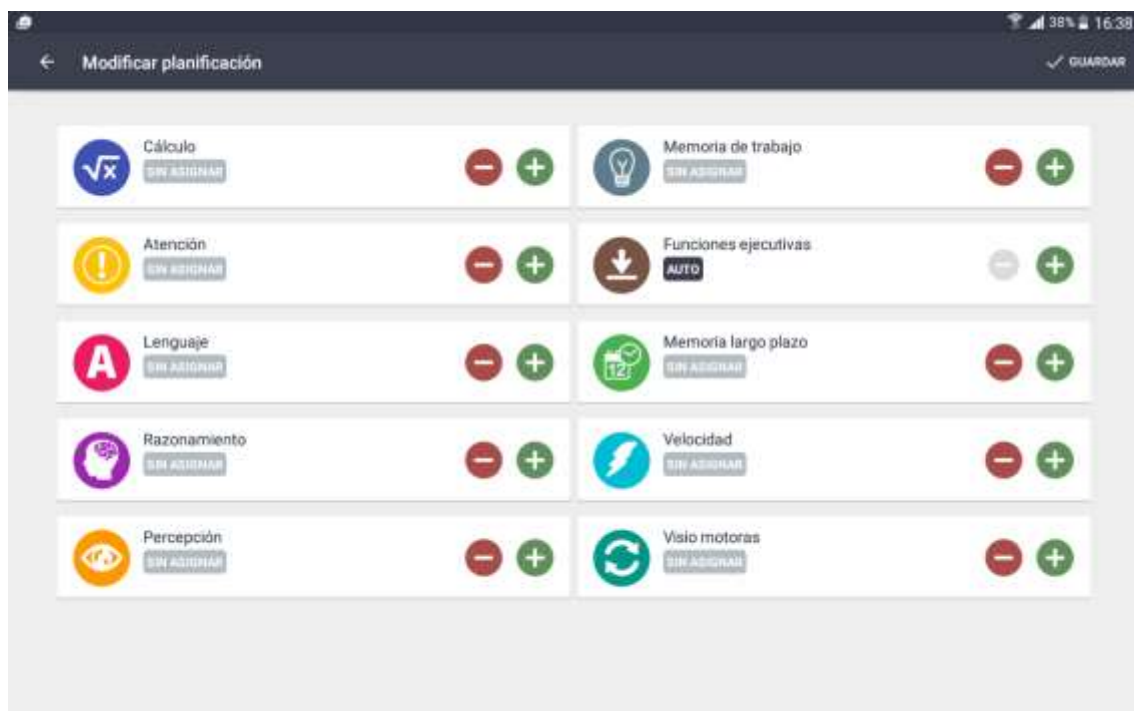 38% 16:38
Modificar planificación
GUARDAR
Cálculo
SIN ASIGNAR
Memoria de trabajo
SIN ASIGNAR
Atención
SIN ASIGNAR
Funciones ejecutivas
AUTO
Lenguaje
SIN ASIGNAR
Memoria largo plazo
SIN ASIGNAR
12
Razonamiento
SIN ASIGNAR
Velocidad
SIN ASIGNAR
Percepción
SIN ASIGNAR
Visio motoras
SIN ASIGNAR